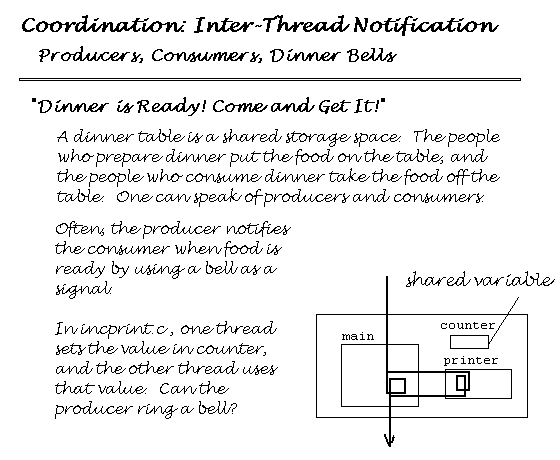 Coordination: Inter-Thread Notification
Producers, Consumers, Dinner Bells
"Dinner is Ready! Come and Get It!"
A dinner table is a shared storage space. The people
who prepare dinner put the food on the table, and
the people who consume dinner take the food off the
table. One can speak of producers and consumers.
Often, the producer notifies
the consumer when food is
ready by using a bell as a
signal.
In incprint.c, one thread
sets the value in counter,
and the other thread uses
that value. Can the
producer ring a bell?
shared variable
main
counter
printer